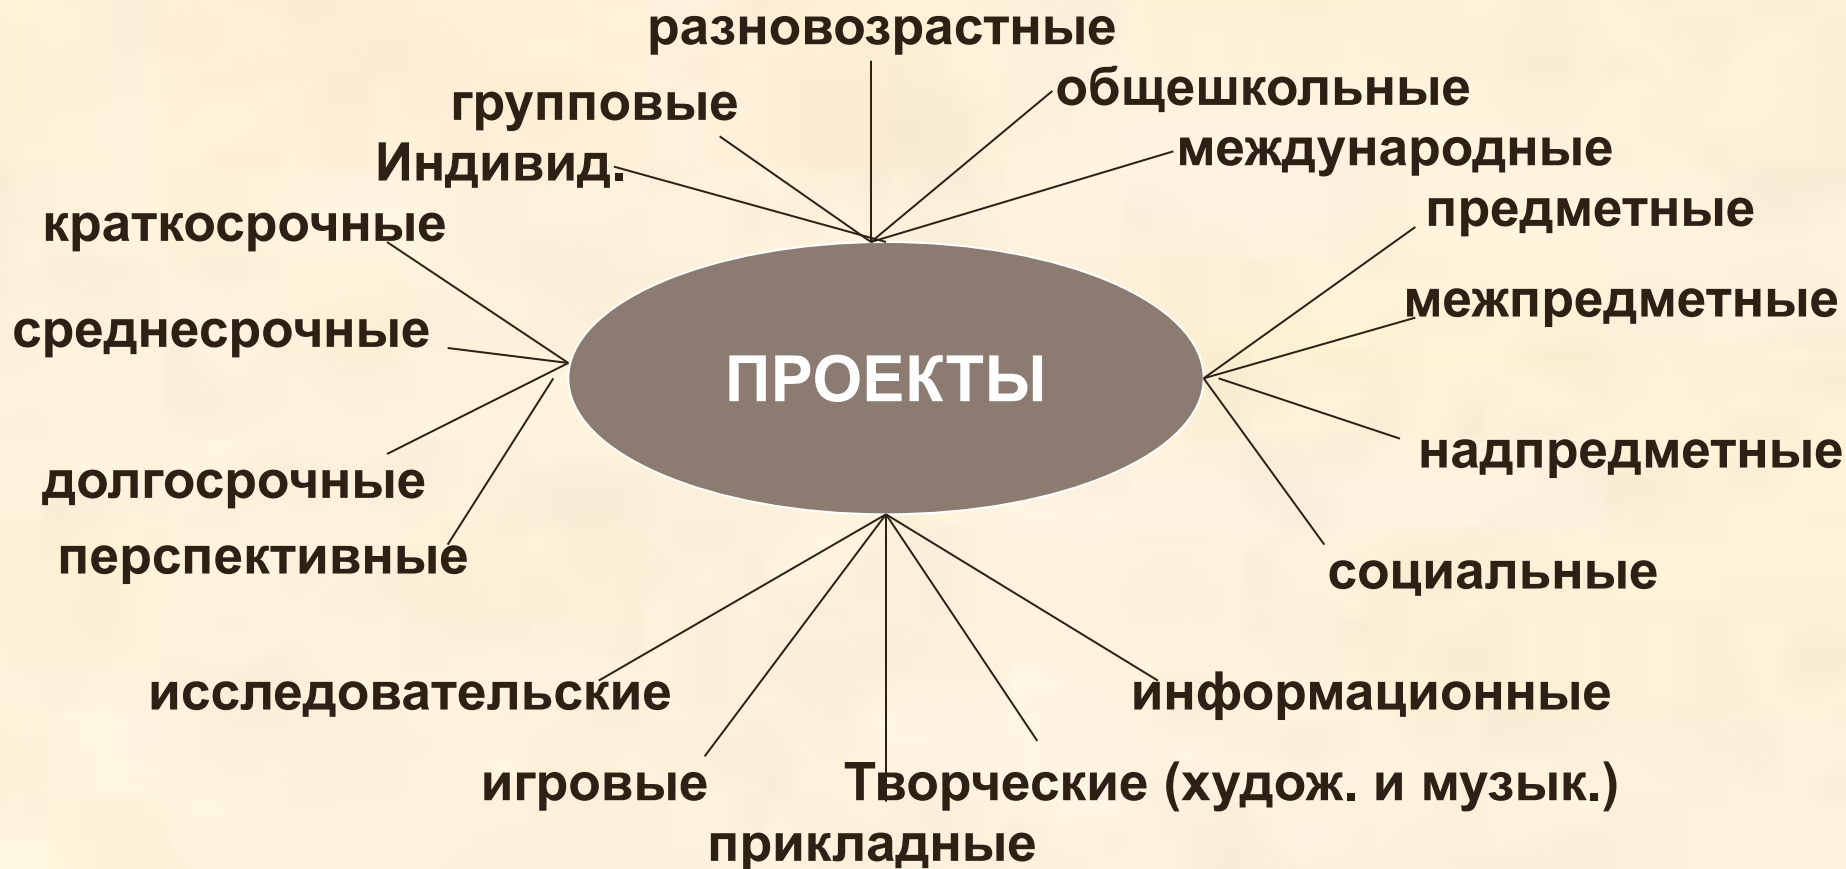 разновозрастные
общешкольные
групповые
международные
Индивид.
предметные
краткосрочные
межпредметные
среднесрочные
ПРОЕКТЫ
надпредметные
долгосрочные
перспективные
социальные
исследовательские
информационные
игровые
Творческие (худож. и музык.)
прикладные